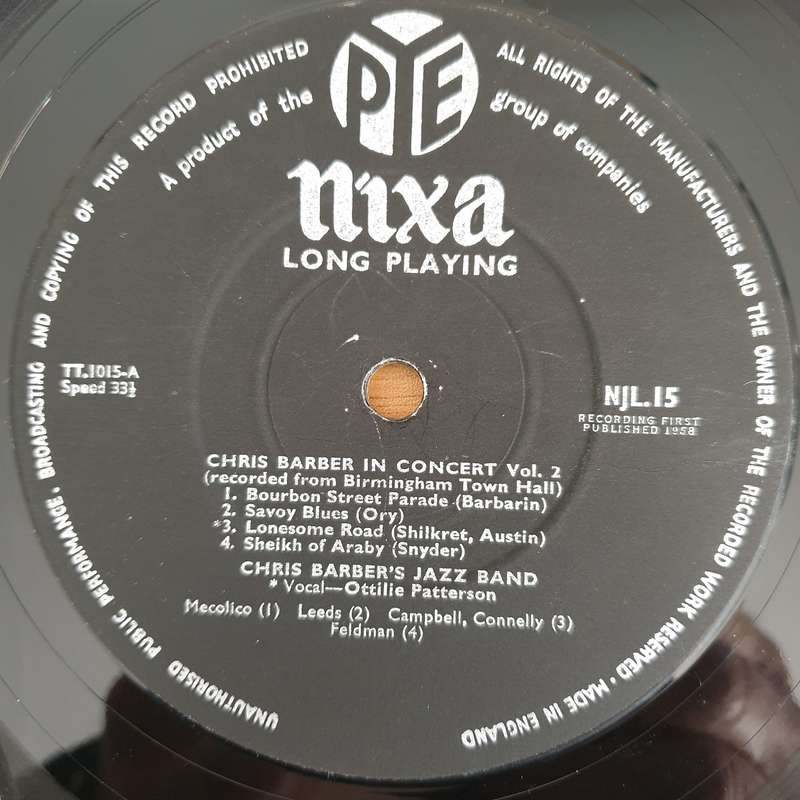 PYE
A product of the group of companies
nixa
LONG PLAYING
TT.1015-A
Speed 33⅓
NJL.15
RECORDING FIRST
PUBLISHED 1958
CHRIS BARBER IN CONCERT Vol. 2
(recorded from Birmingham Town Hall)
1. Bourbon Street Parade (Barbarin)
2. Savoy Blues (Ory)
*3. Lonesome Road (Shilkret, Austin)
4. Sheikh of Araby (Snyder)
CHRIS BARBER'S JAZZ BAND
* Vocal—Ottilie Patterson
Mecolico (1) Leeds (2) Campbell, Connelly (3)
Feldman (4)
ALL RIGHTS OF THE MANUFACTURERS AND THE OWNER OF THE RECORDED WORK RESERVED · MADE IN ENGLAND
UNAUTHORISED PUBLIC PERFORMANCE, BROADCASTING AND COPYING OF THIS RECORD PROHIBITED